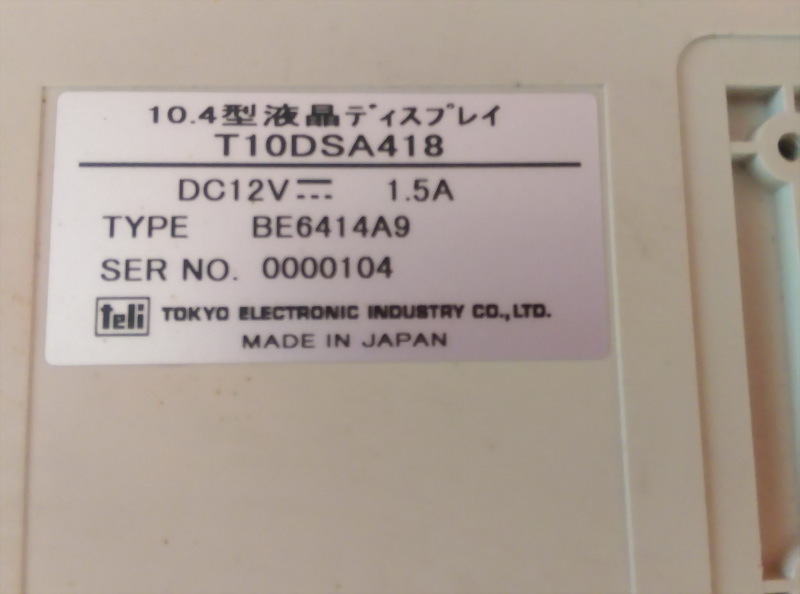 10.4型液晶ディスプレイ
T10DSA418
DC12V⎓ 1.5A
TYPE BE6414A9
SER NO. 0000104
teli TOKYO ELECTRONIC INDUSTRY CO.,LTD.
MADE IN JAPAN